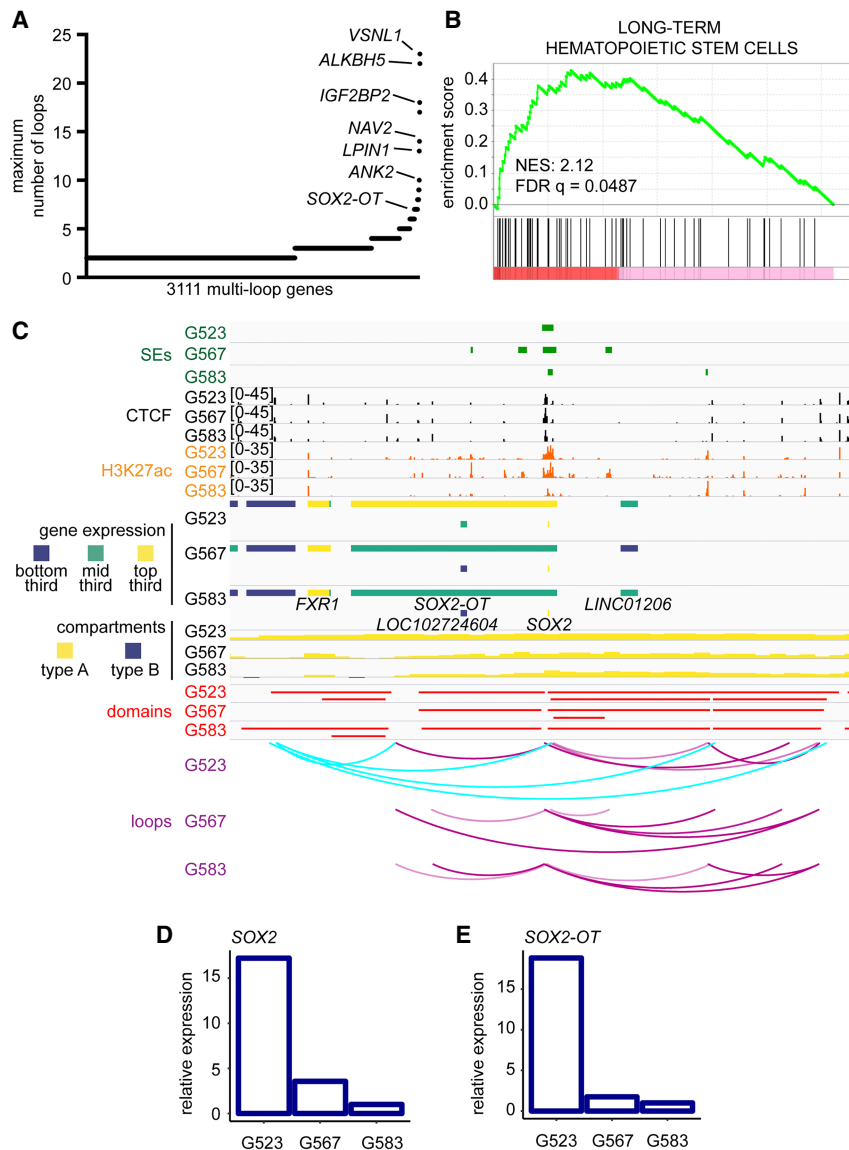 A
VSNL1
ALKBH5
IGF2BP2
NAV2
LPIN1
ANK2
SOX2-OT
maximum
number of loops
25
20
15
10
5
0
3111 multi-loop genes
B
LONG-TERM
HEMATOPOIETIC STEM CELLS
enrichment score
0.4
0.3
0.2
0.1
0.0
NES: 2.12
FDR q = 0.0487
C
SEs
G523
G567
G583
CTCF
G523 [0-45]
G567 [0-45]
G583 [0-45]
H3K27ac
G523 [0-35]
G567 [0-35]
G583 [0-35]
gene expression
bottom third
mid third
top third
G523
G567
G583
FXR1
SOX2-OT
LINC01206
LOC102724604
SOX2
compartments
type A
type B
G523
G567
G583
domains
G523
G567
G583
loops
G523
G567
G583
D
SOX2
relative expression
15
10
5
0
G523 G567 G583
E
SOX2-OT
relative expression
15
10
5
0
G523 G567 G583